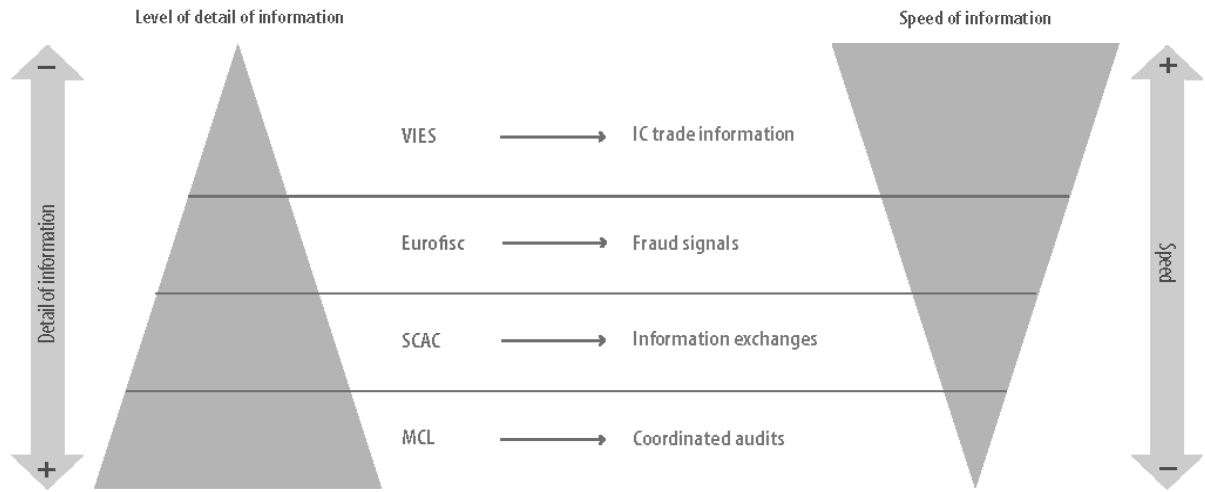 Level of detail of information
Speed of information
–
+
VIES
IC trade information
Detail of information
Eurofisc
Fraud signals
Speed
SCAC
Information exchanges
MCL
Coordinated audits
+
–